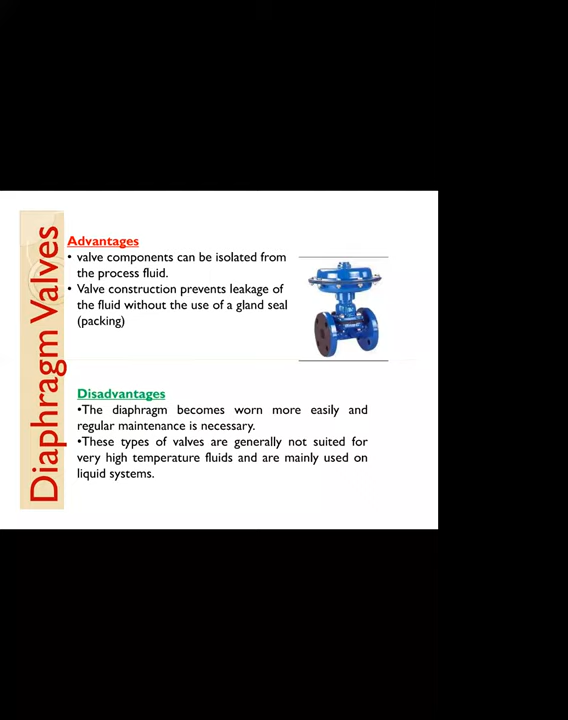 Diaphragm Valves
Advantages
• valve components can be isolated from
the process fluid.
• Valve construction prevents leakage of
the fluid without the use of a gland seal
(packing)
Disadvantages
•The diaphragm becomes worn more easily and
regular maintenance is necessary.
•These types of valves are generally not suited for
very high temperature fluids and are mainly used on
liquid systems.